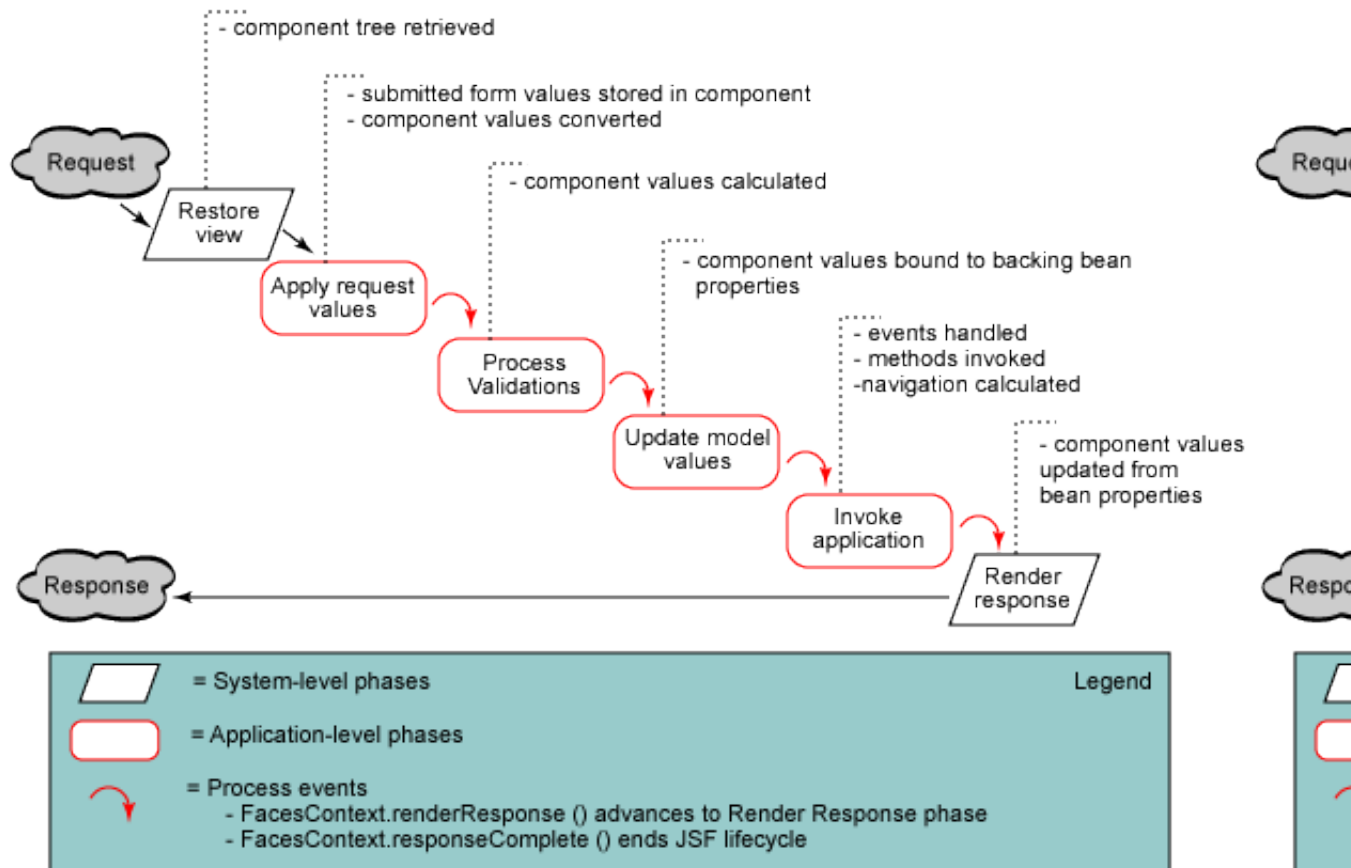 - component tree retrieved
- submitted form values stored in component
- component values converted
Request
- component values calculated
Restore
view
- component values bound to backing bean
properties
Apply request
values
- events handled
- methods invoked
-navigation calculated
Process
Validations
Update model
values
- component values
updated from
bean properties
Invoke
application
Render
response
Response
= System-level phases
Legend
= Application-level phases
= Process events
- FacesContext.renderResponse () advances to Render Response phase
- FacesContext.responseComplete () ends JSF lifecycle
Requ
Respo